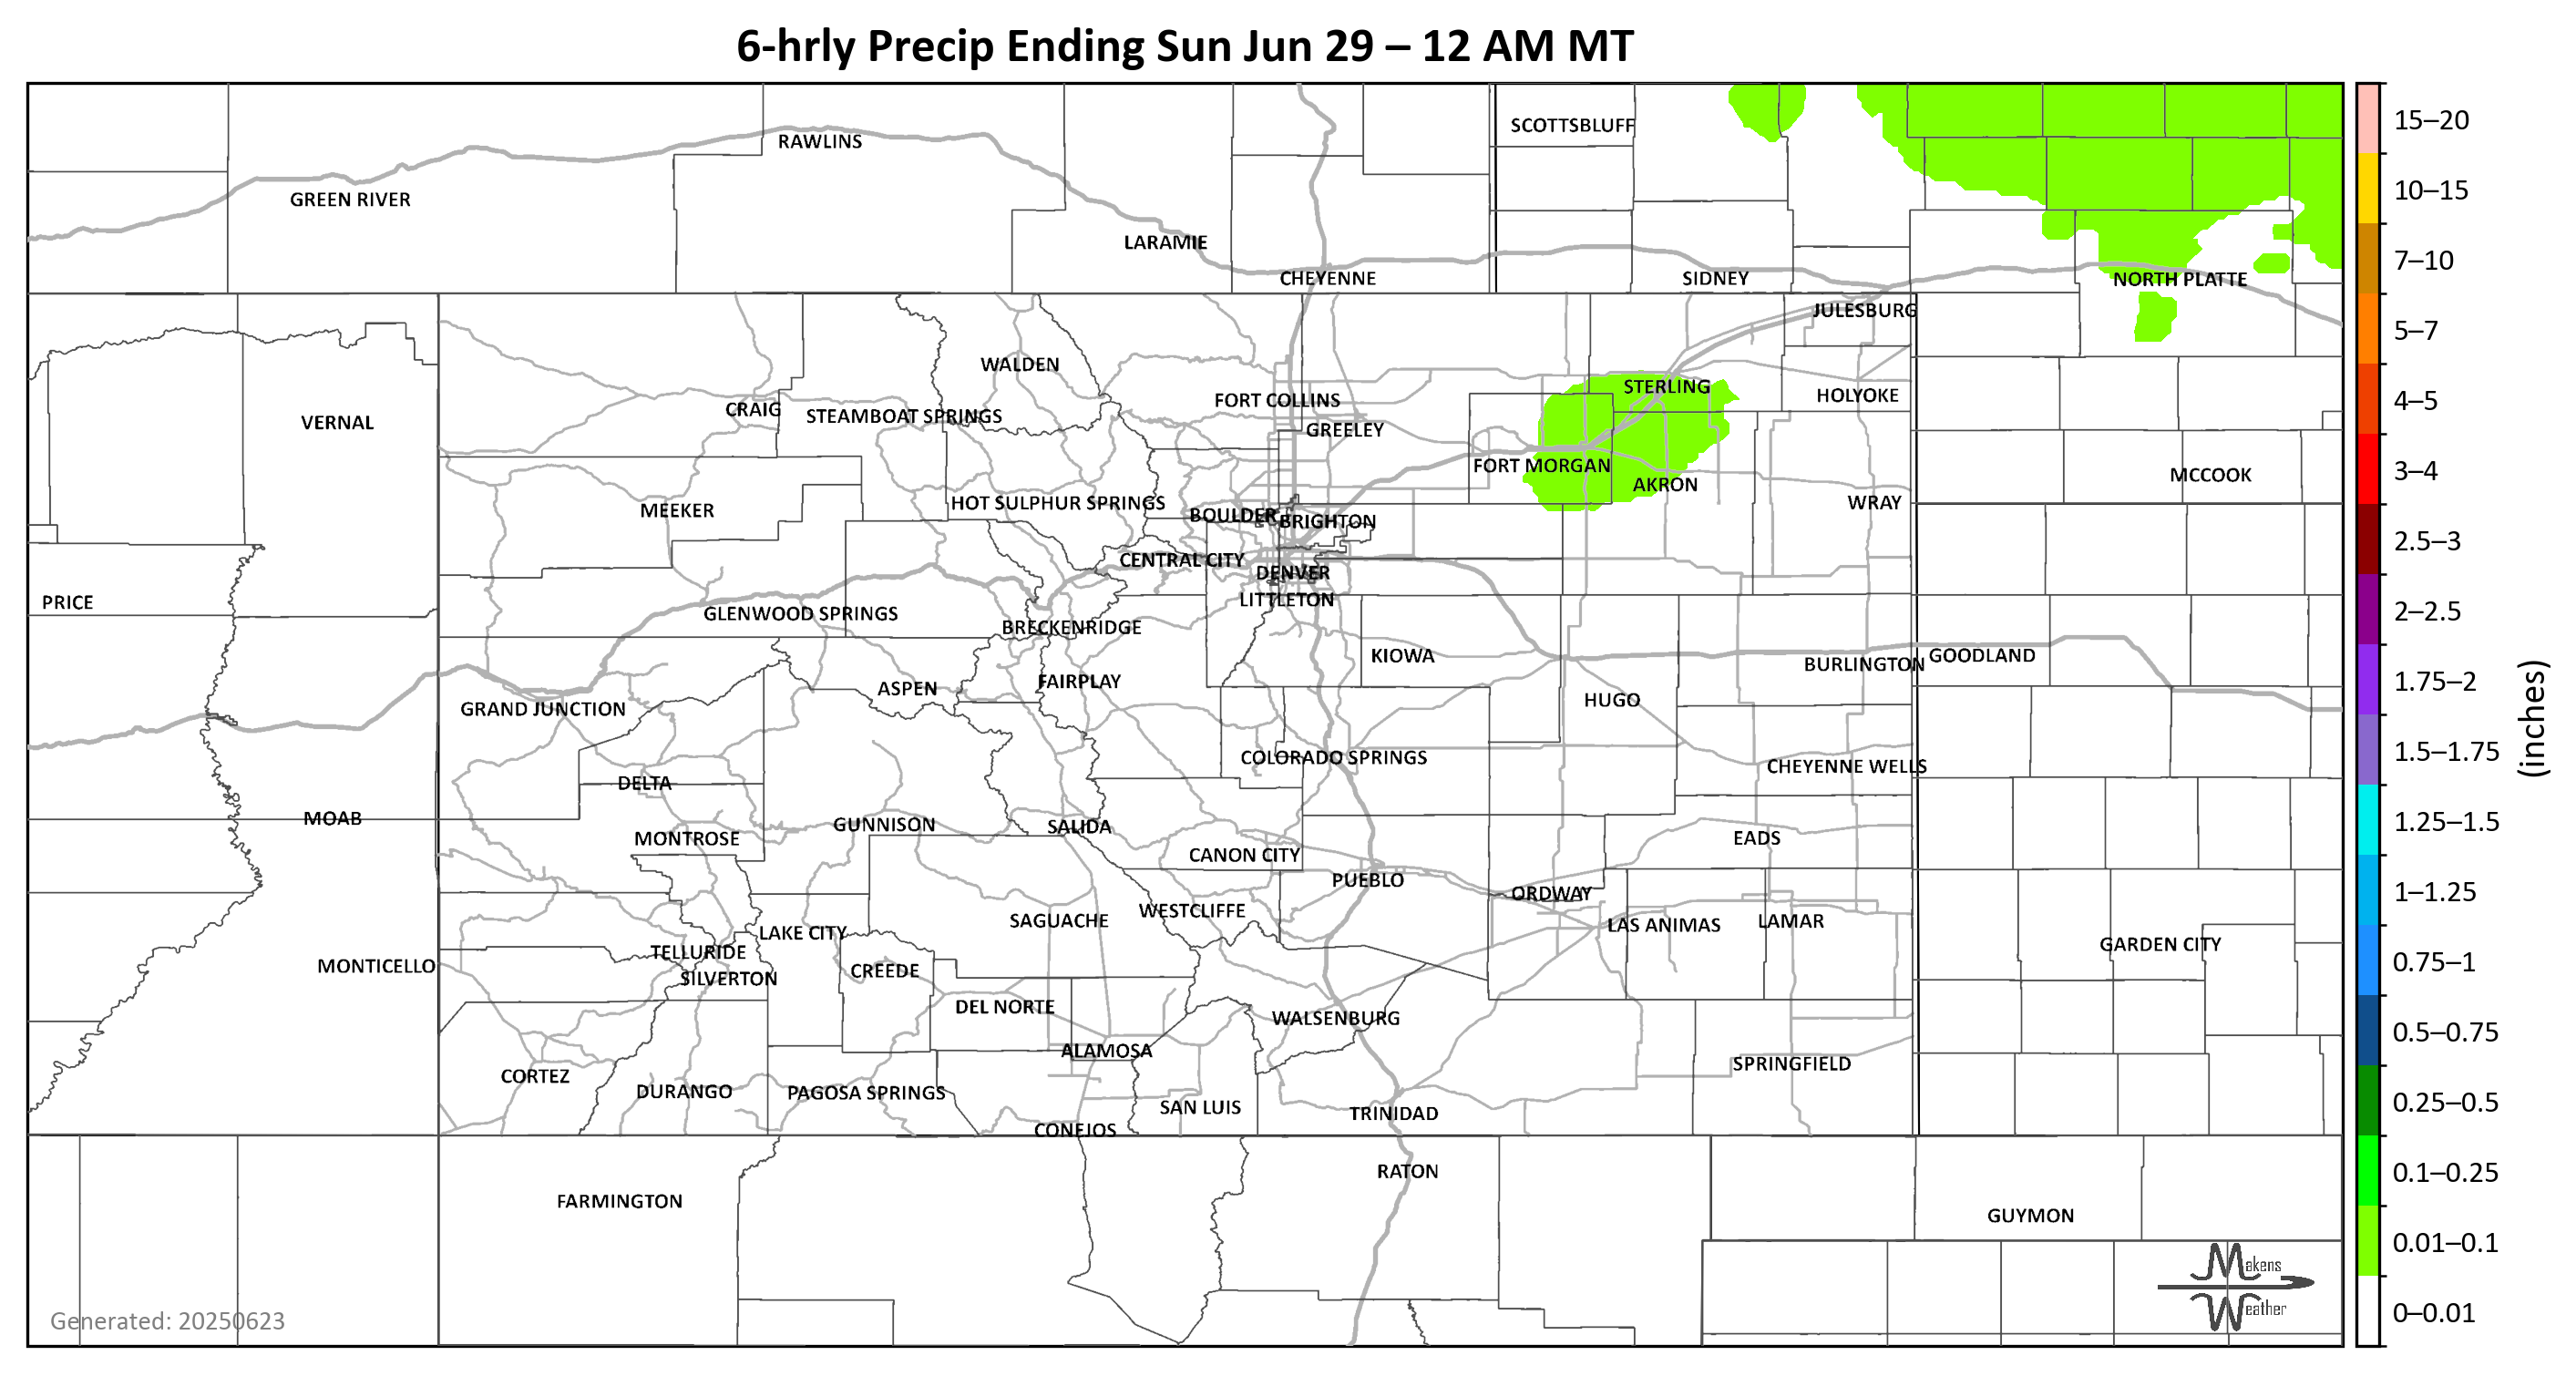 6-hrly Precip Ending Sun Jun 29 – 12 AM MT
SCOTTSBLUFF
RAWLINS
GREEN RIVER
LARAMIE
CHEYENNE
SIDNEY
NORTH PLATTE
JULESBURG
WALDEN
STERLING
HOLYOKE
FORT COLLINS
CRAIG
STEAMBOAT SPRINGS
VERNAL
GREELEY
FORT MORGAN
MCCOOK
AKRON
HOT SULPHUR SPRINGS
WRAY
MEEKER
BOULDER
BRIGHTON
CENTRAL CITY
DENVER
PRICE
LITTLETON
GLENWOOD SPRINGS
BRECKENRIDGE
KIOWA
GOODLAND
BURLINGTON
FAIRPLAY
ASPEN
HUGO
GRAND JUNCTION
COLORADO SPRINGS
CHEYENNE WELLS
DELTA
MOAB
GUNNISON
SALIDA
MONTROSE
EADS
CANON CITY
PUEBLO
ORDWAY
WESTCLIFFE
SAGUACHE
LAS ANIMAS
LAMAR
LAKE CITY
GARDEN CITY
TELLURIDE
MONTICELLO
CREEDE
SILVERTON
DEL NORTE
WALSENBURG
ALAMOSA
SPRINGFIELD
CORTEZ
DURANGO
PAGOSA SPRINGS
SAN LUIS
TRINIDAD
CONEJOS
RATON
FARMINGTON
GUYMON
Generated: 20250623
Makens
Weather
15–20
10–15
7–10
5–7
4–5
3–4
2.5–3
2–2.5
1.75–2
1.5–1.75
1.25–1.5
1–1.25
0.75–1
0.5–0.75
0.25–0.5
0.1–0.25
0.01–0.1
0–0.01
(inches)